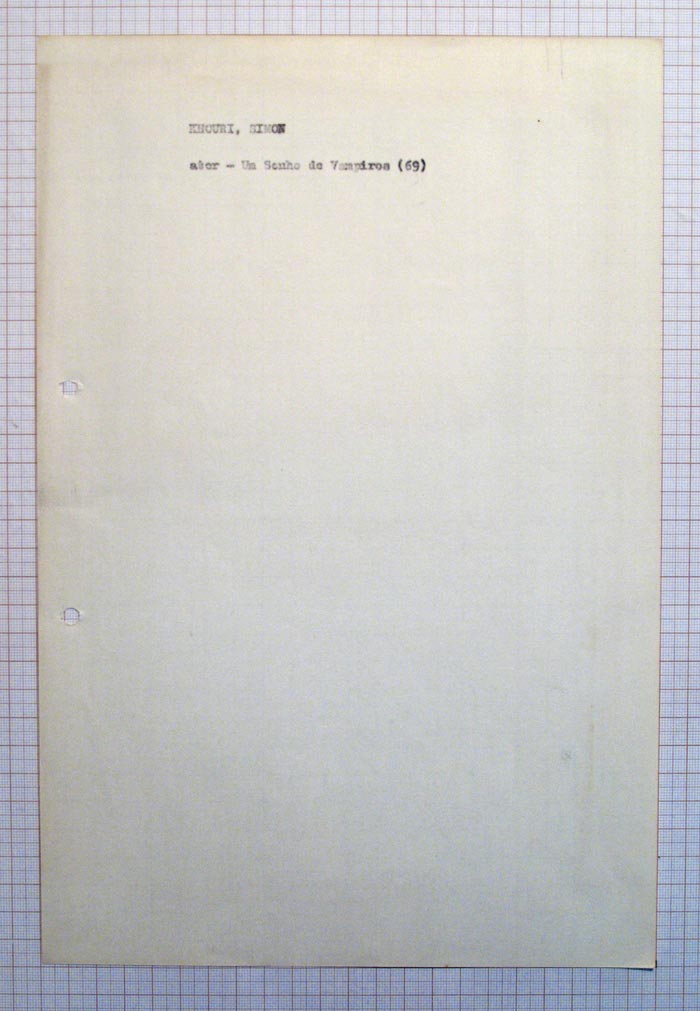 KHOURI, SIMON
ator - Um Sonho de Vampiros (69)